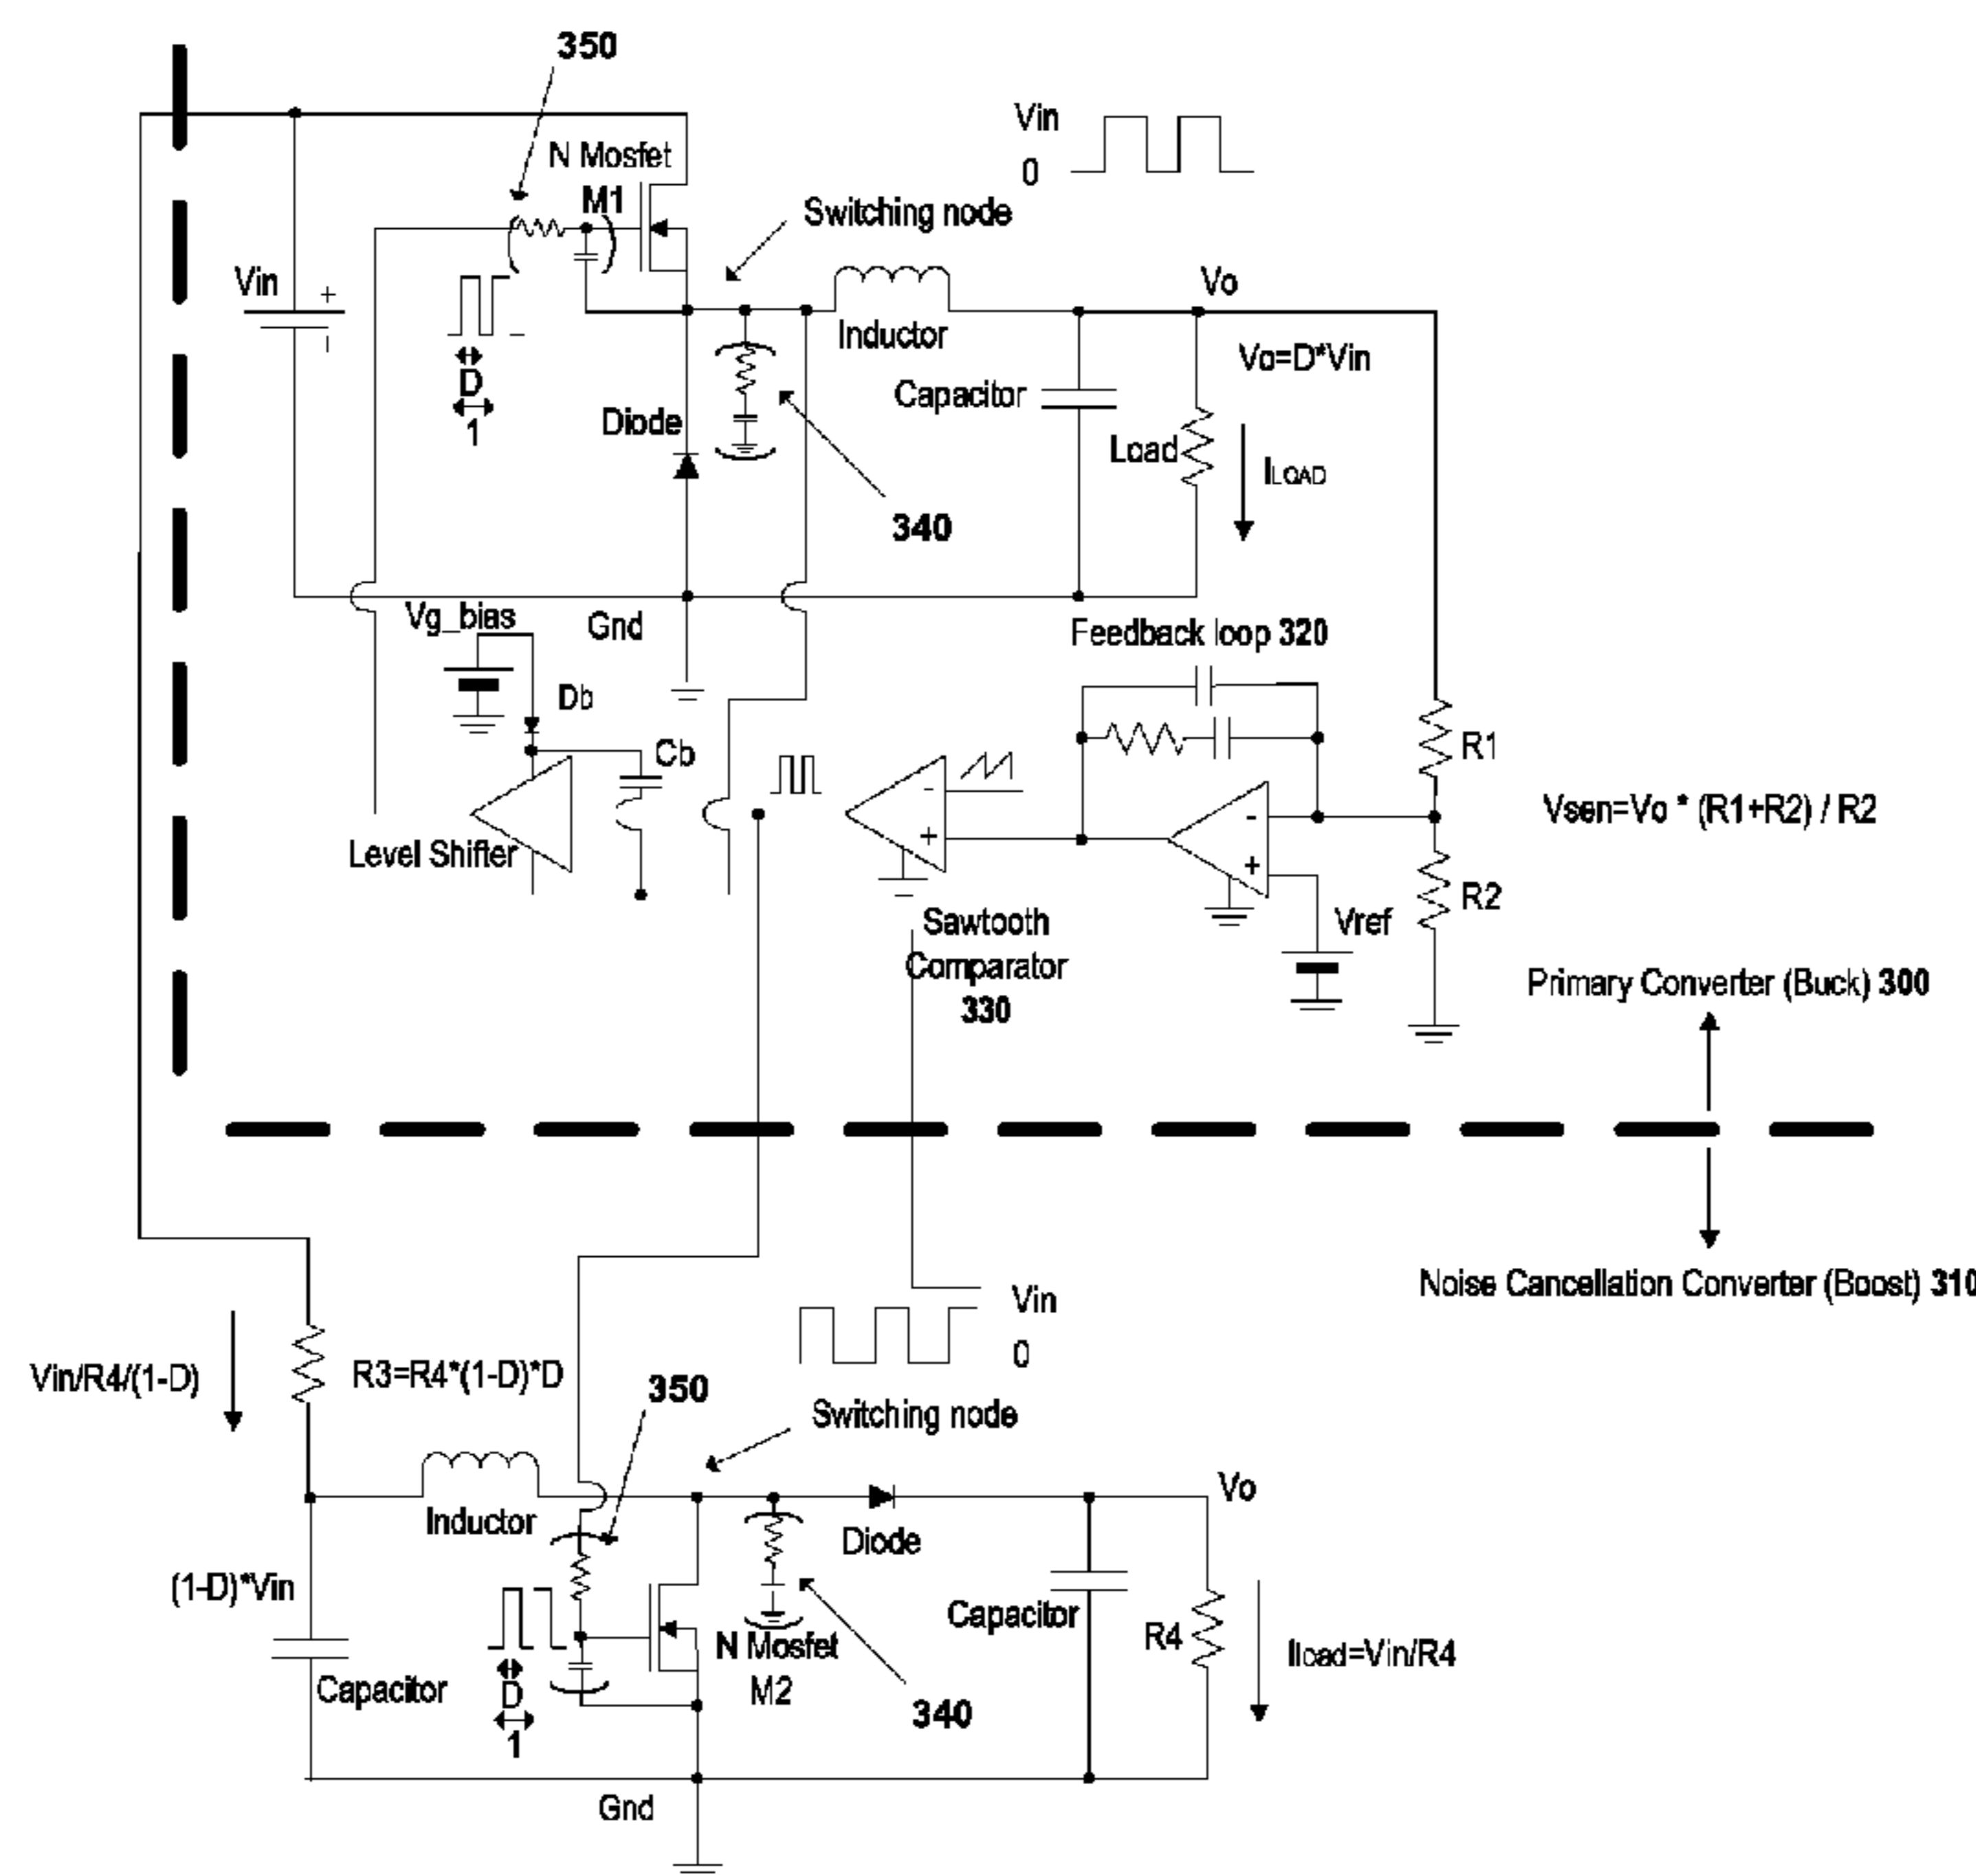 350
Vin
0
N Mosfet
M1
Switching node
Vin
+
Vo
Inductor
Vo=D*Vin
D
1
Diode
Capacitor
Load
ILOAD
340
Vg_bias
Gnd
Feedback loop 320
Db
Cb
R1
-
+
-
+
Vsen=Vo * (R1+R2) / R2
Level Shifter
R2
Vref
Sawtooth
Comparator
330
Primary Converter (Buck) 300
Noise Cancellation Converter (Boost) 310
Vin
0
Vin/R4/(1-D)
R3=R4*(1-D)*D
350
Switching node
Vo
Inductor
Diode
(1-D)*Vin
Capacitor
R4
Iload=Vin/R4
N Mosfet
M2
Capacitor
D
1
340
Gnd